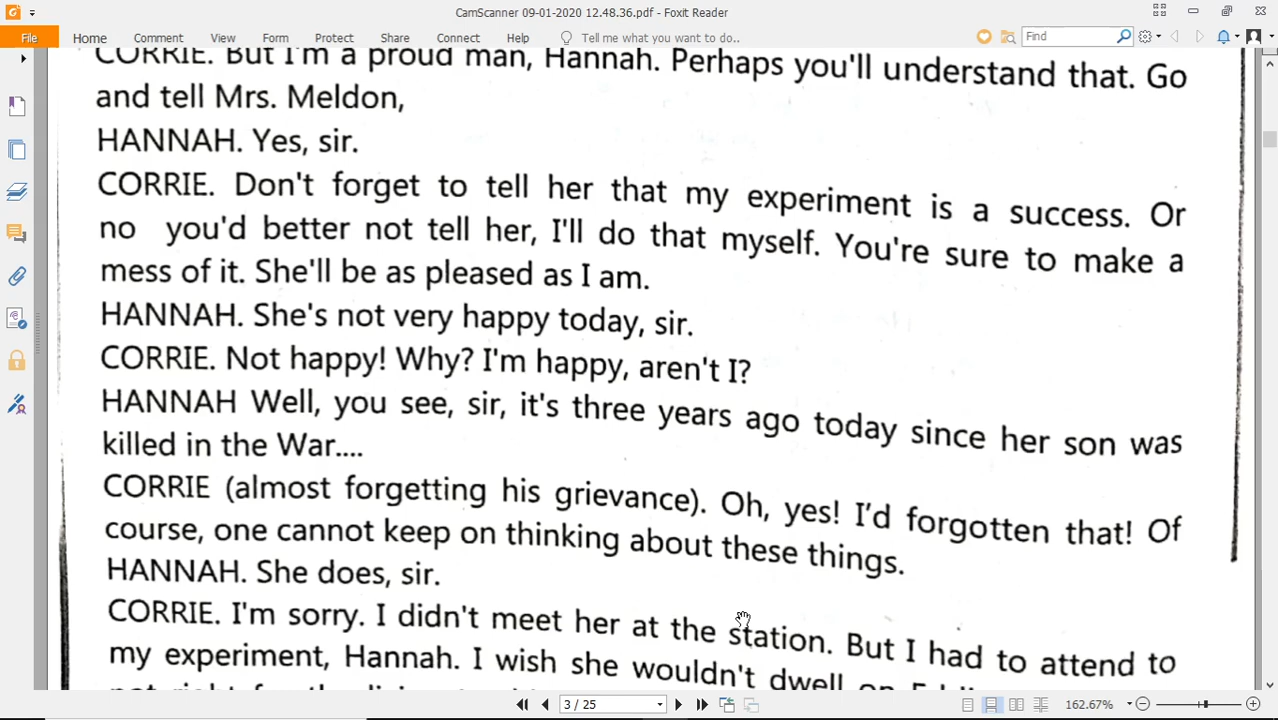 CamScanner 09-01-2020 12.48.36.pdf - Foxit Reader
File Home Comment View Form Protect Share Connect Help Tell me what you want to do.. Find
CORRIE. But I'm a proud man, Hannah. Perhaps you'll understand that. Go
and tell Mrs. Meldon,
HANNAH. Yes, sir.
CORRIE. Don't forget to tell her that my experiment is a success. Or
no you'd better not tell her, I'll do that myself. You're sure to make a
mess of it. She'll be as pleased as I am.
HANNAH. She's not very happy today, sir.
CORRIE. Not happy! Why? I'm happy, aren't I?
HANNAH Well, you see, sir, it's three years ago today since her son was
killed in the War....
CORRIE (almost forgetting his grievance). Oh, yes! I'd forgotten that! Of
course, one cannot keep on thinking about these things.
HANNAH. She does, sir.
CORRIE. I'm sorry. I didn't meet her at the station. But I had to attend to
my experiment, Hannah. I wish she wouldn't dwell on
3 / 25 162.67%